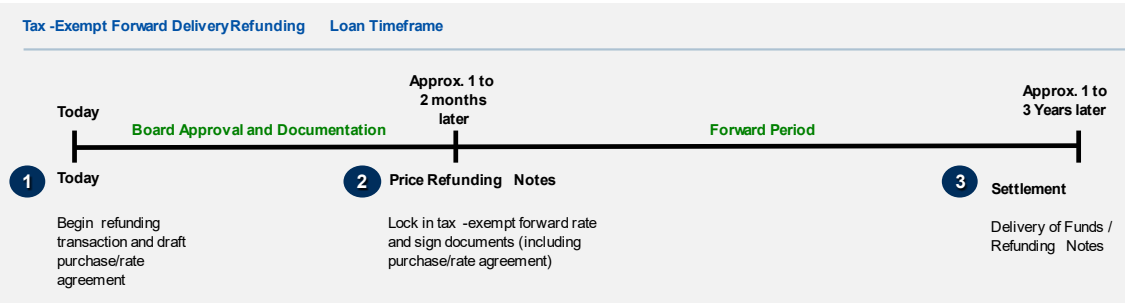 Tax -Exempt Forward Delivery Refunding Loan Timeframe
Today
Approx. 1 to
2 months
later
Approx. 1 to
3 Years later
Board Approval and Documentation
Forward Period
1 Today
2 Price Refunding Notes
3 Settlement
Begin refunding
transaction and draft
purchase/rate
agreement
Lock in tax -exempt forward rate
and sign documents (including
purchase/rate agreement)
Delivery of Funds /
Refunding Notes